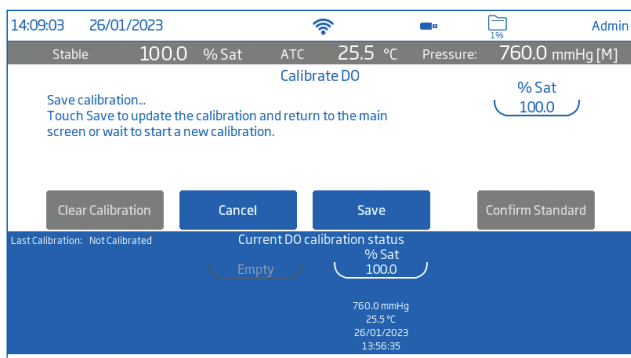 14:09:03 26/01/2023 1% Admin
Stable 100.0 % Sat ATC 25.5 °C Pressure: 760.0 mmHg [M]
Calibrate DO
Save calibration...
Touch Save to update the calibration and return to the main
screen or wait to start a new calibration.
% Sat
100.0
Clear Calibration Cancel Save Confirm Standard
Last Calibration: Not Calibrated Current DO calibration status
% Sat
Empty 100.0
760.0 mmHg
25.5 °C
26/01/2023
13:56:35